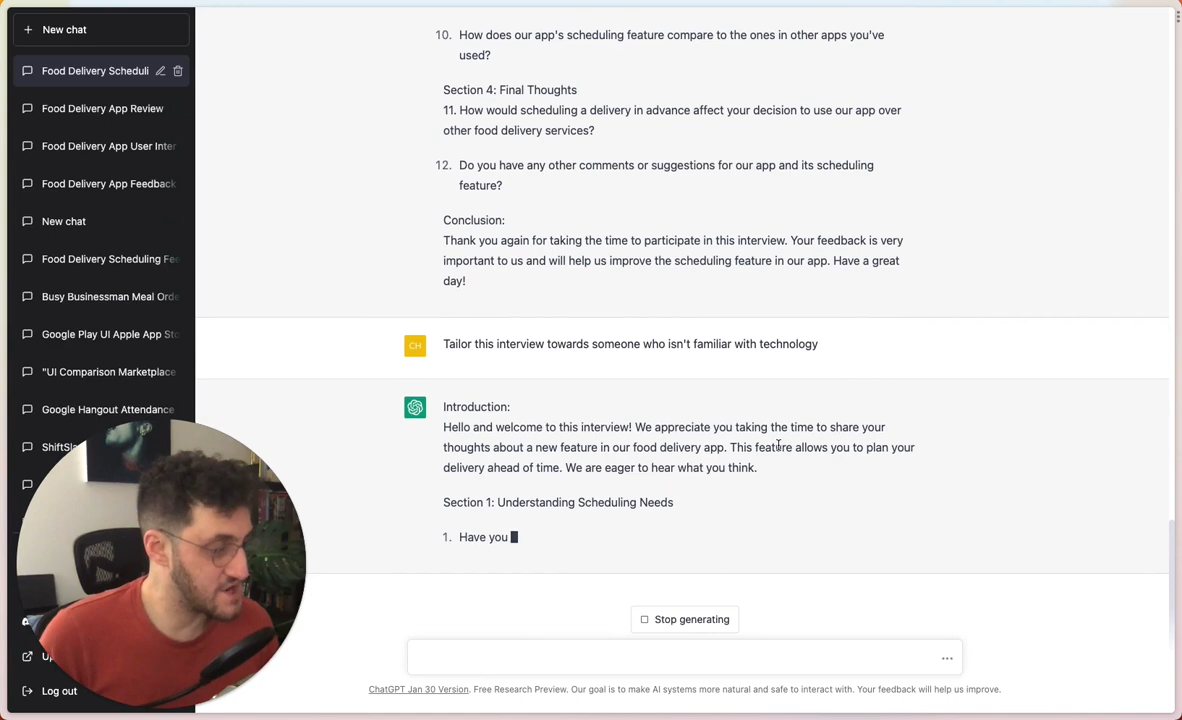 New chat
Food Delivery Scheduli
Food Delivery App Review
Food Delivery App User Inter
Food Delivery App Feedback
New chat
Food Delivery Scheduling Fe
Busy Businessman Meal Orde
Google Play UI Apple App Sto
"UI Comparison Marketplace
Google Hangout Attendance
Log out
10. How does our app's scheduling feature compare to the ones in other apps you've
used?
Section 4: Final Thoughts
11. How would scheduling a delivery in advance affect your decision to use our app over
other food delivery services?
12. Do you have any other comments or suggestions for our app and its scheduling
feature?
Conclusion:
Thank you again for taking the time to participate in this interview. Your feedback is very
important to us and will help us improve the scheduling feature in our app. Have a great
day!
CH
Tailor this interview towards someone who isn't familiar with technology
Introduction:
Hello and welcome to this interview! We appreciate you taking the time to share your
thoughts about a new feature in our food delivery app. This feature allows you to plan your
delivery ahead of time. We are eager to hear what you think.
Section 1: Understanding Scheduling Needs
1. Have you
Stop generating
ChatGPT Jan 30 Version. Free Research Preview. Our goal is to make AI systems more natural and safe to interact with. Your feedback will help us improve.